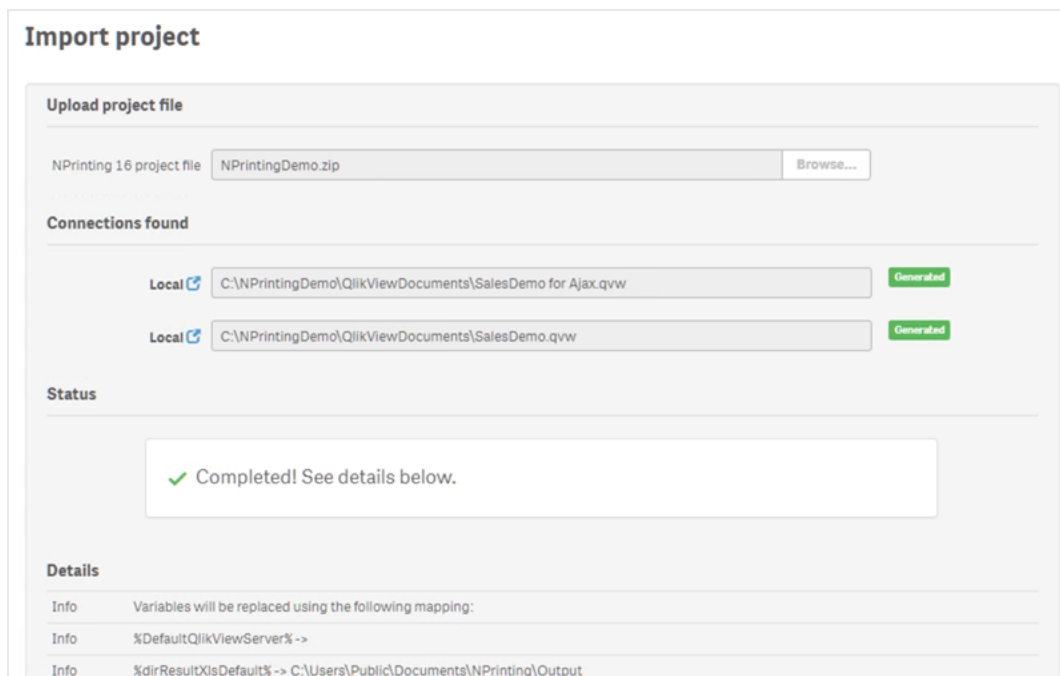 Import project
Upload project file
NPrinting 16 project file NPrintingDemo.zip Browse...
Connections found
Local C:\NPrintingDemo\QlikViewDocuments\SalesDemo for Ajax.qvw Generated
Local C:\NPrintingDemo\QlikViewDocuments\SalesDemo.qvw Generated
Status
Completed! See details below.
Details
Info Variables will be replaced using the following mapping:
Info %DefaultQlikViewServer% ->
Info %dirResultXlsDefault% -> C:\Users\Public\Documents\NPrinting\Output